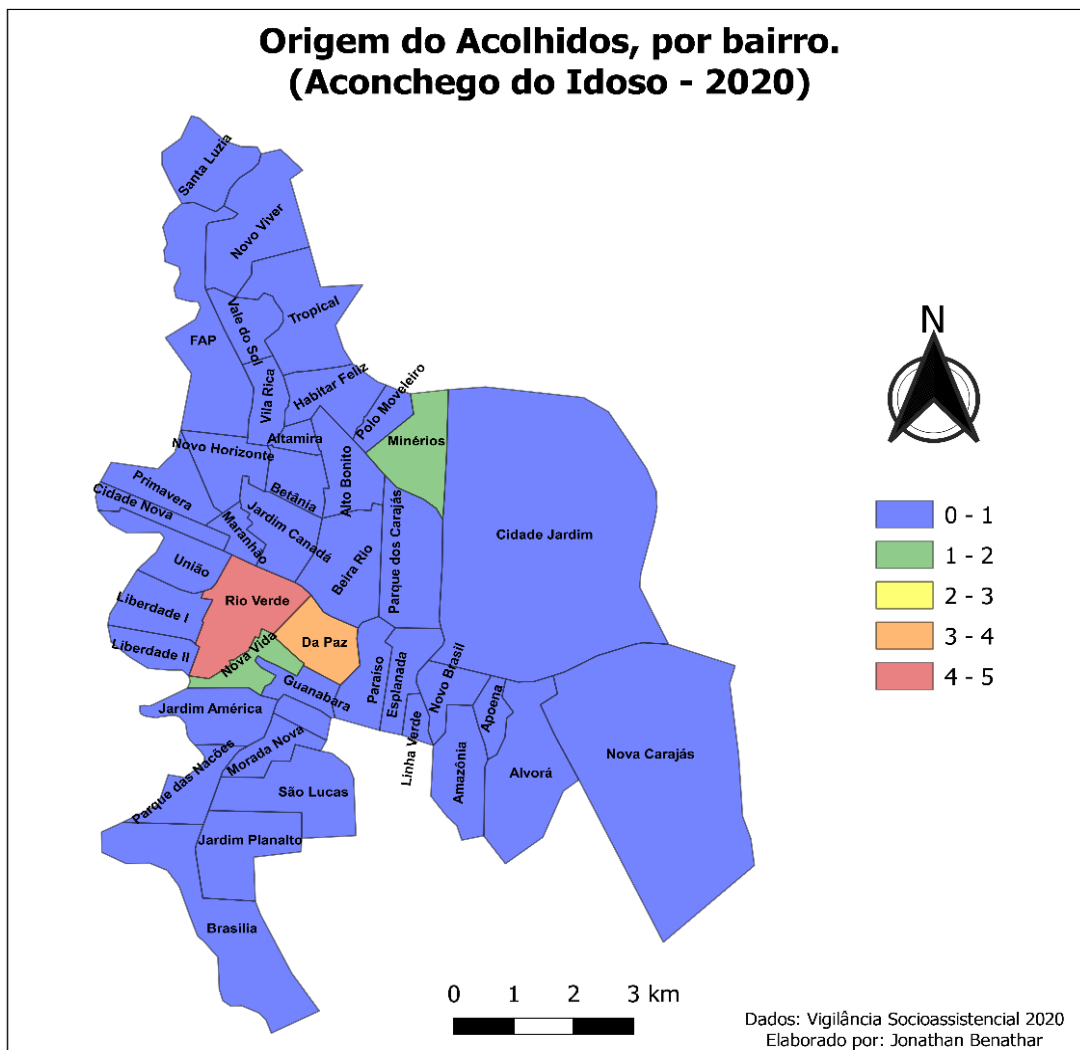 Origem do Acolhidos, por bairro.
(Aconchego do Idoso - 2020)
Santa Luzia
Novo Viver
Tropical
Vale do Sol
FAP
Vila Rica
Habitar Feliz
Polo Moveleiro
Minérios
Altamira
Novo Horizonte
Alto Bonito
Betânia
Primavera
Cidade Nova
Maranhão
Jardim Canadá
Beira Rio
Parque dos Carajás
Cidade Jardim
União
Rio Verde
Liberdade I
Liberdade II
Nova Vida
Da Paz
Guanabara
Paraíso
Esplanada
Linha Verde
Novo Brasil
Apoena
Amazônia
Alvorá
Nova Carajás
Jardim América
Morada Nova
Parque das Nações
São Lucas
Jardim Planalto
Brasilia
N
0 - 1
1 - 2
2 - 3
3 - 4
4 - 5
0 1 2 3 km
Dados: Vigilância Socioassistencial 2020
Elaborado por: Jonathan Benathar